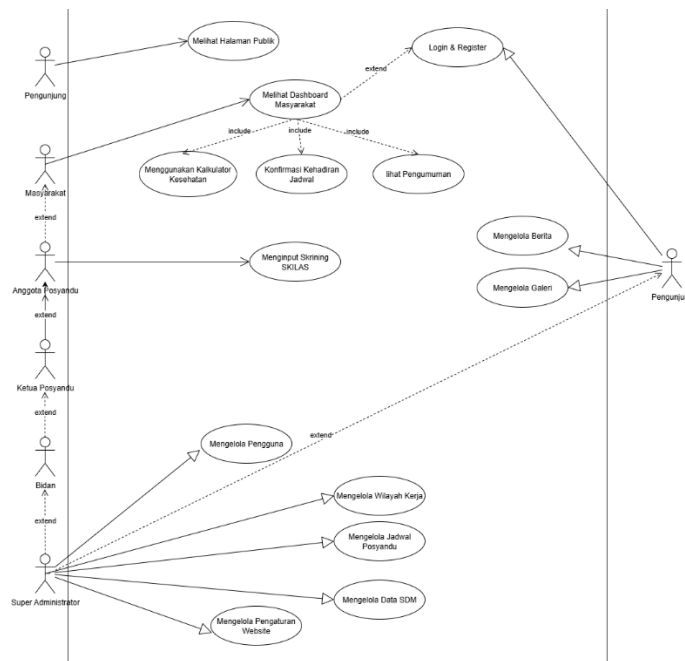 Melihat Halaman Publik
Login & Register
Pengunjung
extend
Melihat Dashboard
Masyarakat
include
include
include
Menggunakan Kalkulator
Kesehatan
Konfirmasi Kehadiran
Jadwal
lihat Pengumuman
Masyarakat
extend
Mengelola Berita
Menginput Skrining
SKILAS
Anggota Posyandu
Mengelola Galeri
Pengunju
extend
Ketua Posyandu
extend
Mengelola Pengguna
extend
Bidan
Mengelola Wilayah Kerja
extend
Mengelola Jadwal
Posyandu
Super Administrator
Mengelola Data SDM
Mengelola Pengaturan
Website